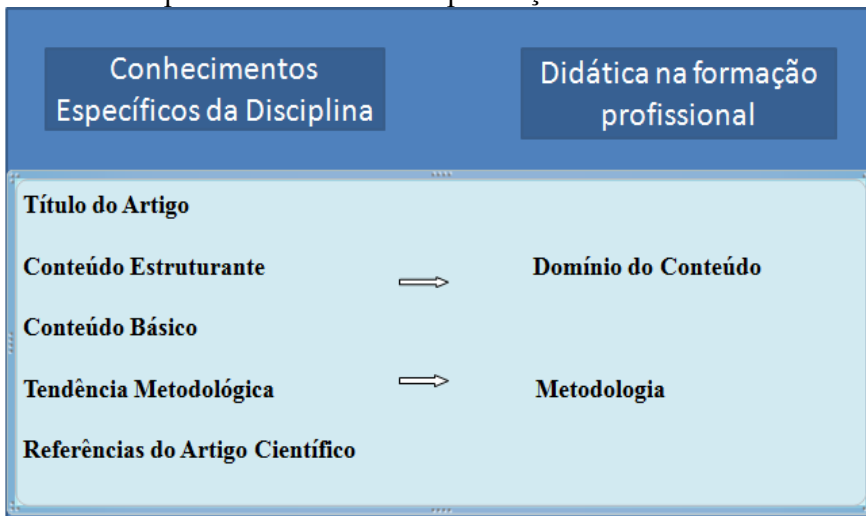 Conhecimentos
Específicos da Disciplina
Didática na formação
profissional
Título do Artigo
Conteúdo Estruturante
Domínio do Conteúdo
Conteúdo Básico
Tendência Metodológica
Metodologia
Referências do Artigo Científico